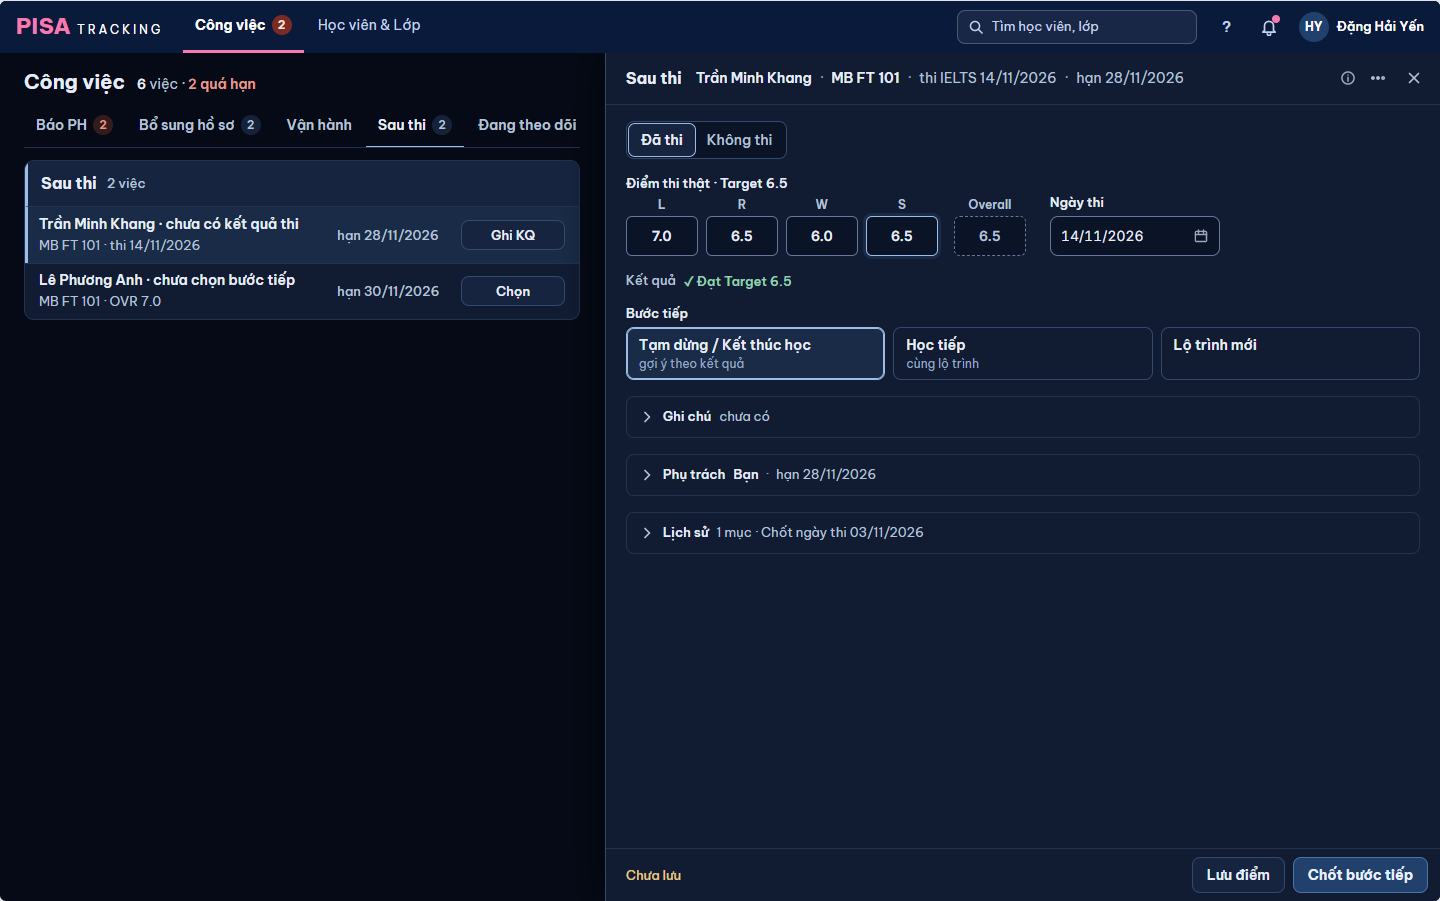 PISA TRACKING
Công việc 2
Học viên & Lớp
Tìm học viên, lớp
?
HY
Đặng Hải Yến
Công việc 6 việc · 2 quá hạn
Báo PH 2
Bổ sung hồ sơ 2
Vận hành
Sau thi 2
Đang theo dõi
Sau thi 2 việc
Trần Minh Khang · chưa có kết quả thi
MB FT 101 · thi 14/11/2026
hạn 28/11/2026
Ghi KQ
Lê Phương Anh · chưa chọn bước tiếp
MB FT 101 · OVR 7.0
hạn 30/11/2026
Chọn
Sau thi Trần Minh Khang · MB FT 101 · thi IELTS 14/11/2026 · hạn 28/11/2026
Đã thi
Không thi
Điểm thi thật · Target 6.5
L R W S Overall Ngày thi
7.0 6.5 6.0 6.5 6.5 14/11/2026
Kết quả ✓ Đạt Target 6.5
Bước tiếp
Tạm dừng / Kết thúc học
gợi ý theo kết quả
Học tiếp
cùng lộ trình
Lộ trình mới
Ghi chú chưa có
Phụ trách Bạn · hạn 28/11/2026
Lịch sử 1 mục · Chốt ngày thi 03/11/2026
Chưa lưu
Lưu điểm
Chốt bước tiếp